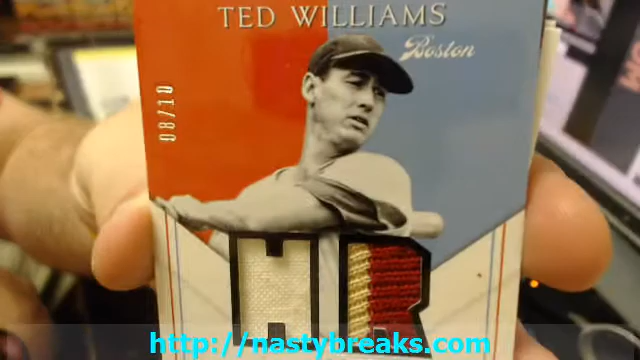 TED WILLIAMS
Boston
08/10
HR
http://nastybreaks.com